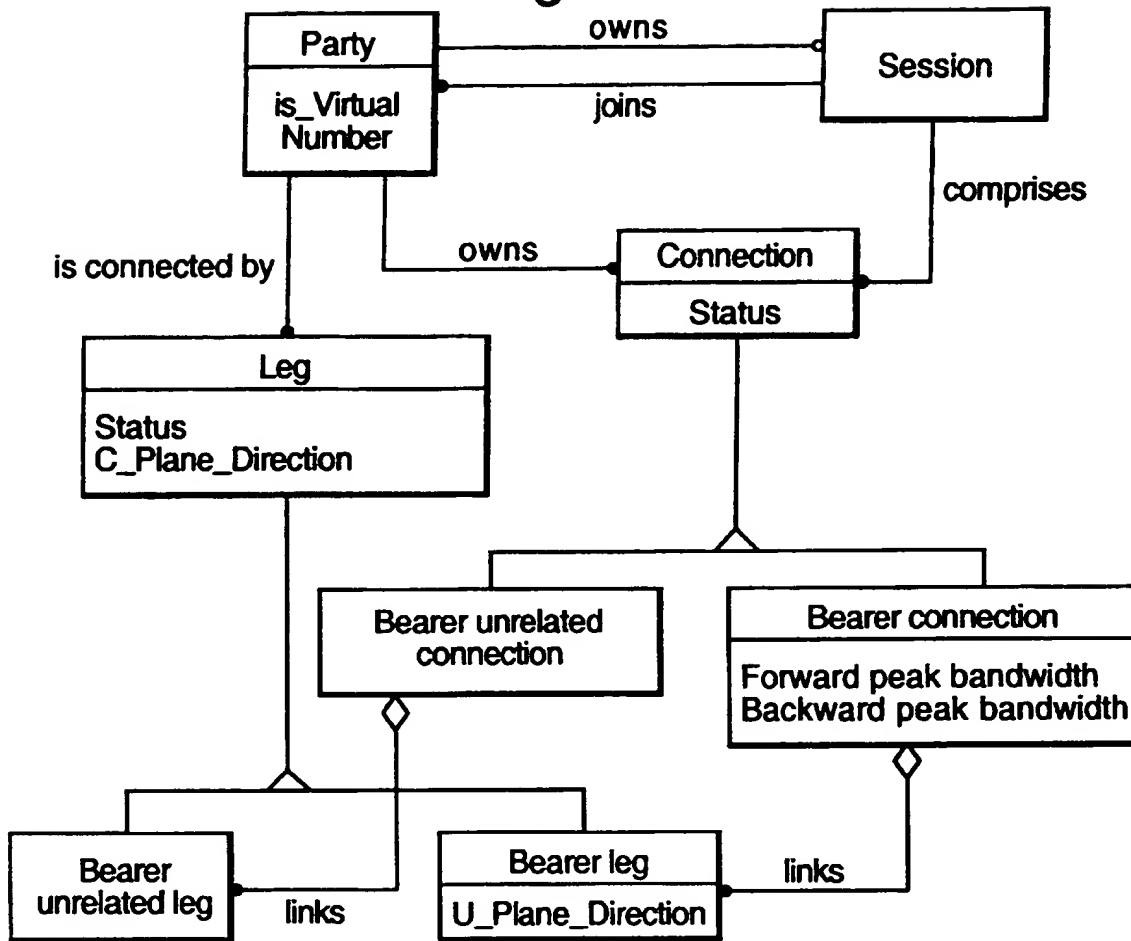 owns
Party
Session
is_Virtual
Number
joins
comprises
owns
Connection
is connected by
Status
Leg
Status
C_Plane_Direction
Bearer unrelated
connection
Bearer connection
Forward peak bandwidth
Backward peak bandwidth
Bearer
unrelated leg
links
Bearer leg
U_Plane_Direction
links